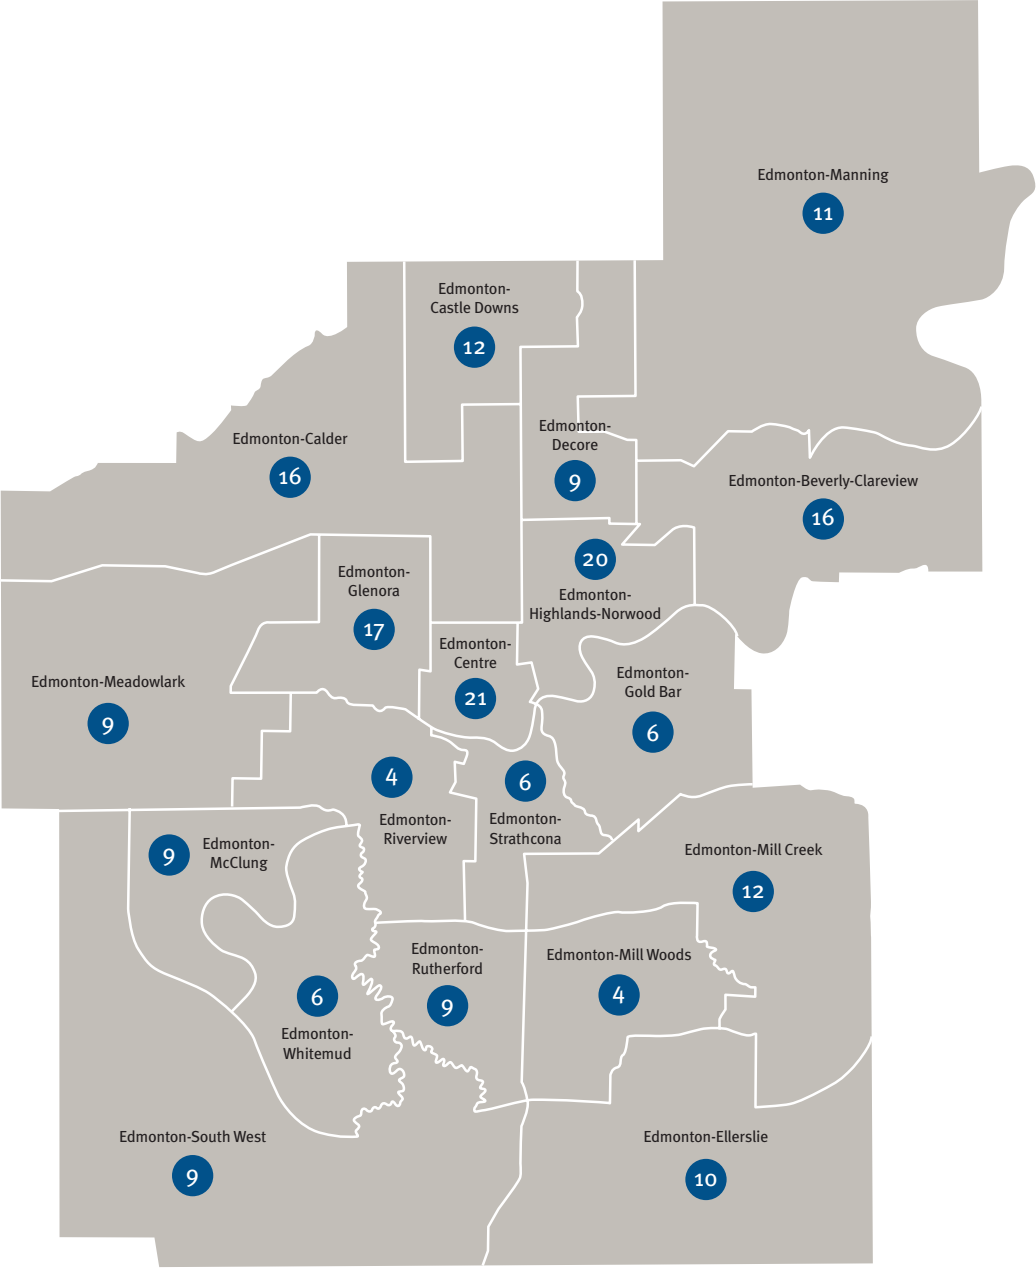 Edmonton-Manning
11
Edmonton-
Castle Downs
12
Edmonton-Calder
16
Edmonton-
Decore
9
Edmonton-Beverly-Clareview
16
20
Edmonton-
Highlands-Norwood
Edmonton-
Glenora
17
Edmonton-
Centre
21
Edmonton-Meadowlark
9
Edmonton-
Gold Bar
6
4
Edmonton-
Riverview
6
Edmonton-
Strathcona
9
Edmonton-
McClung
Edmonton-Mill Creek
12
Edmonton-
Rutherford
9
Edmonton-Mill Woods
4
6
Edmonton-
Whitemud
Edmonton-South West
9
Edmonton-Ellerslie
10